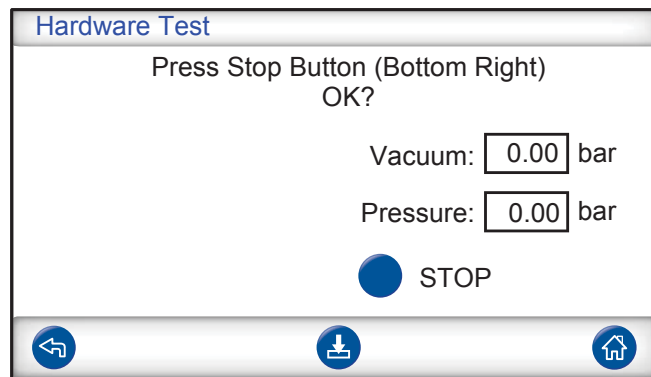 Hardware Test
Press Stop Button (Bottom Right)
OK?
Vacuum: 0.00 bar
Pressure: 0.00 bar
STOP